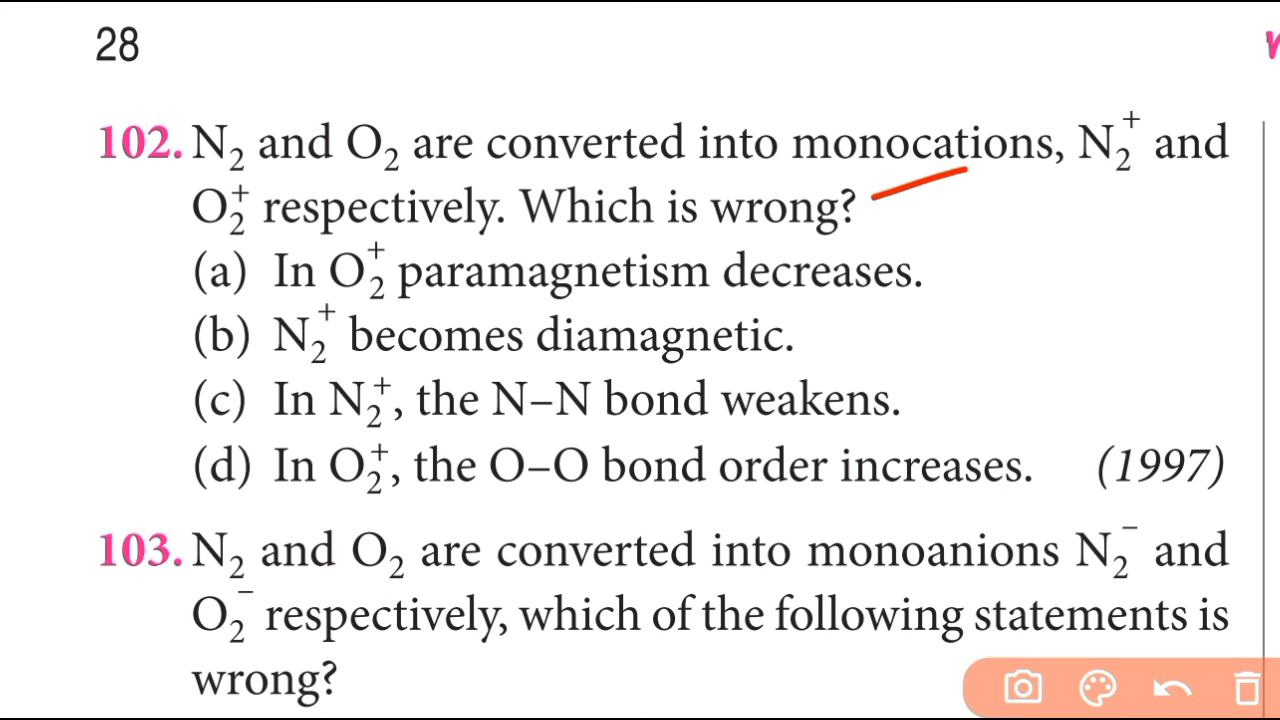 28
102. N₂ and O₂ are converted into monocations, N₂⁺ and
O₂⁺ respectively. Which is wrong?
(a) In O₂⁺ paramagnetism decreases.
(b) N₂⁺ becomes diamagnetic.
(c) In N₂⁺, the N–N bond weakens.
(d) In O₂⁺, the O–O bond order increases. (1997)
103. N₂ and O₂ are converted into monoanions N₂⁻ and
O₂⁻ respectively, which of the following statements is
wrong?